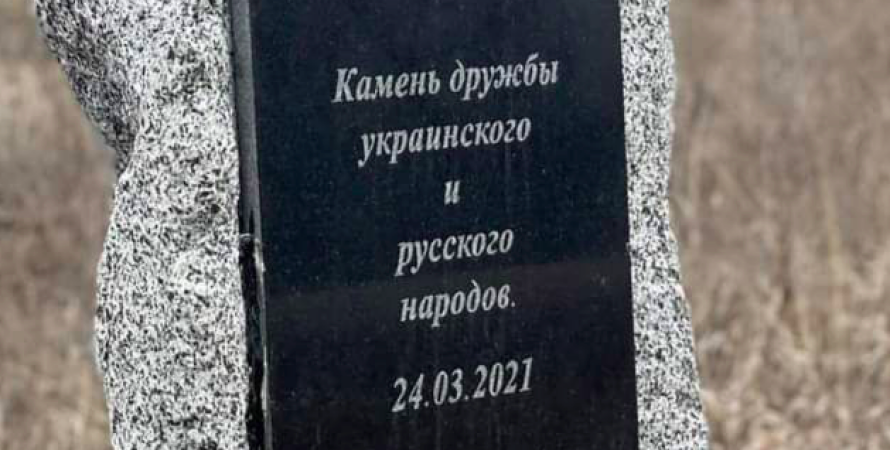 Камень дружбы
украинского
и
русского
народов.
24.03.2021